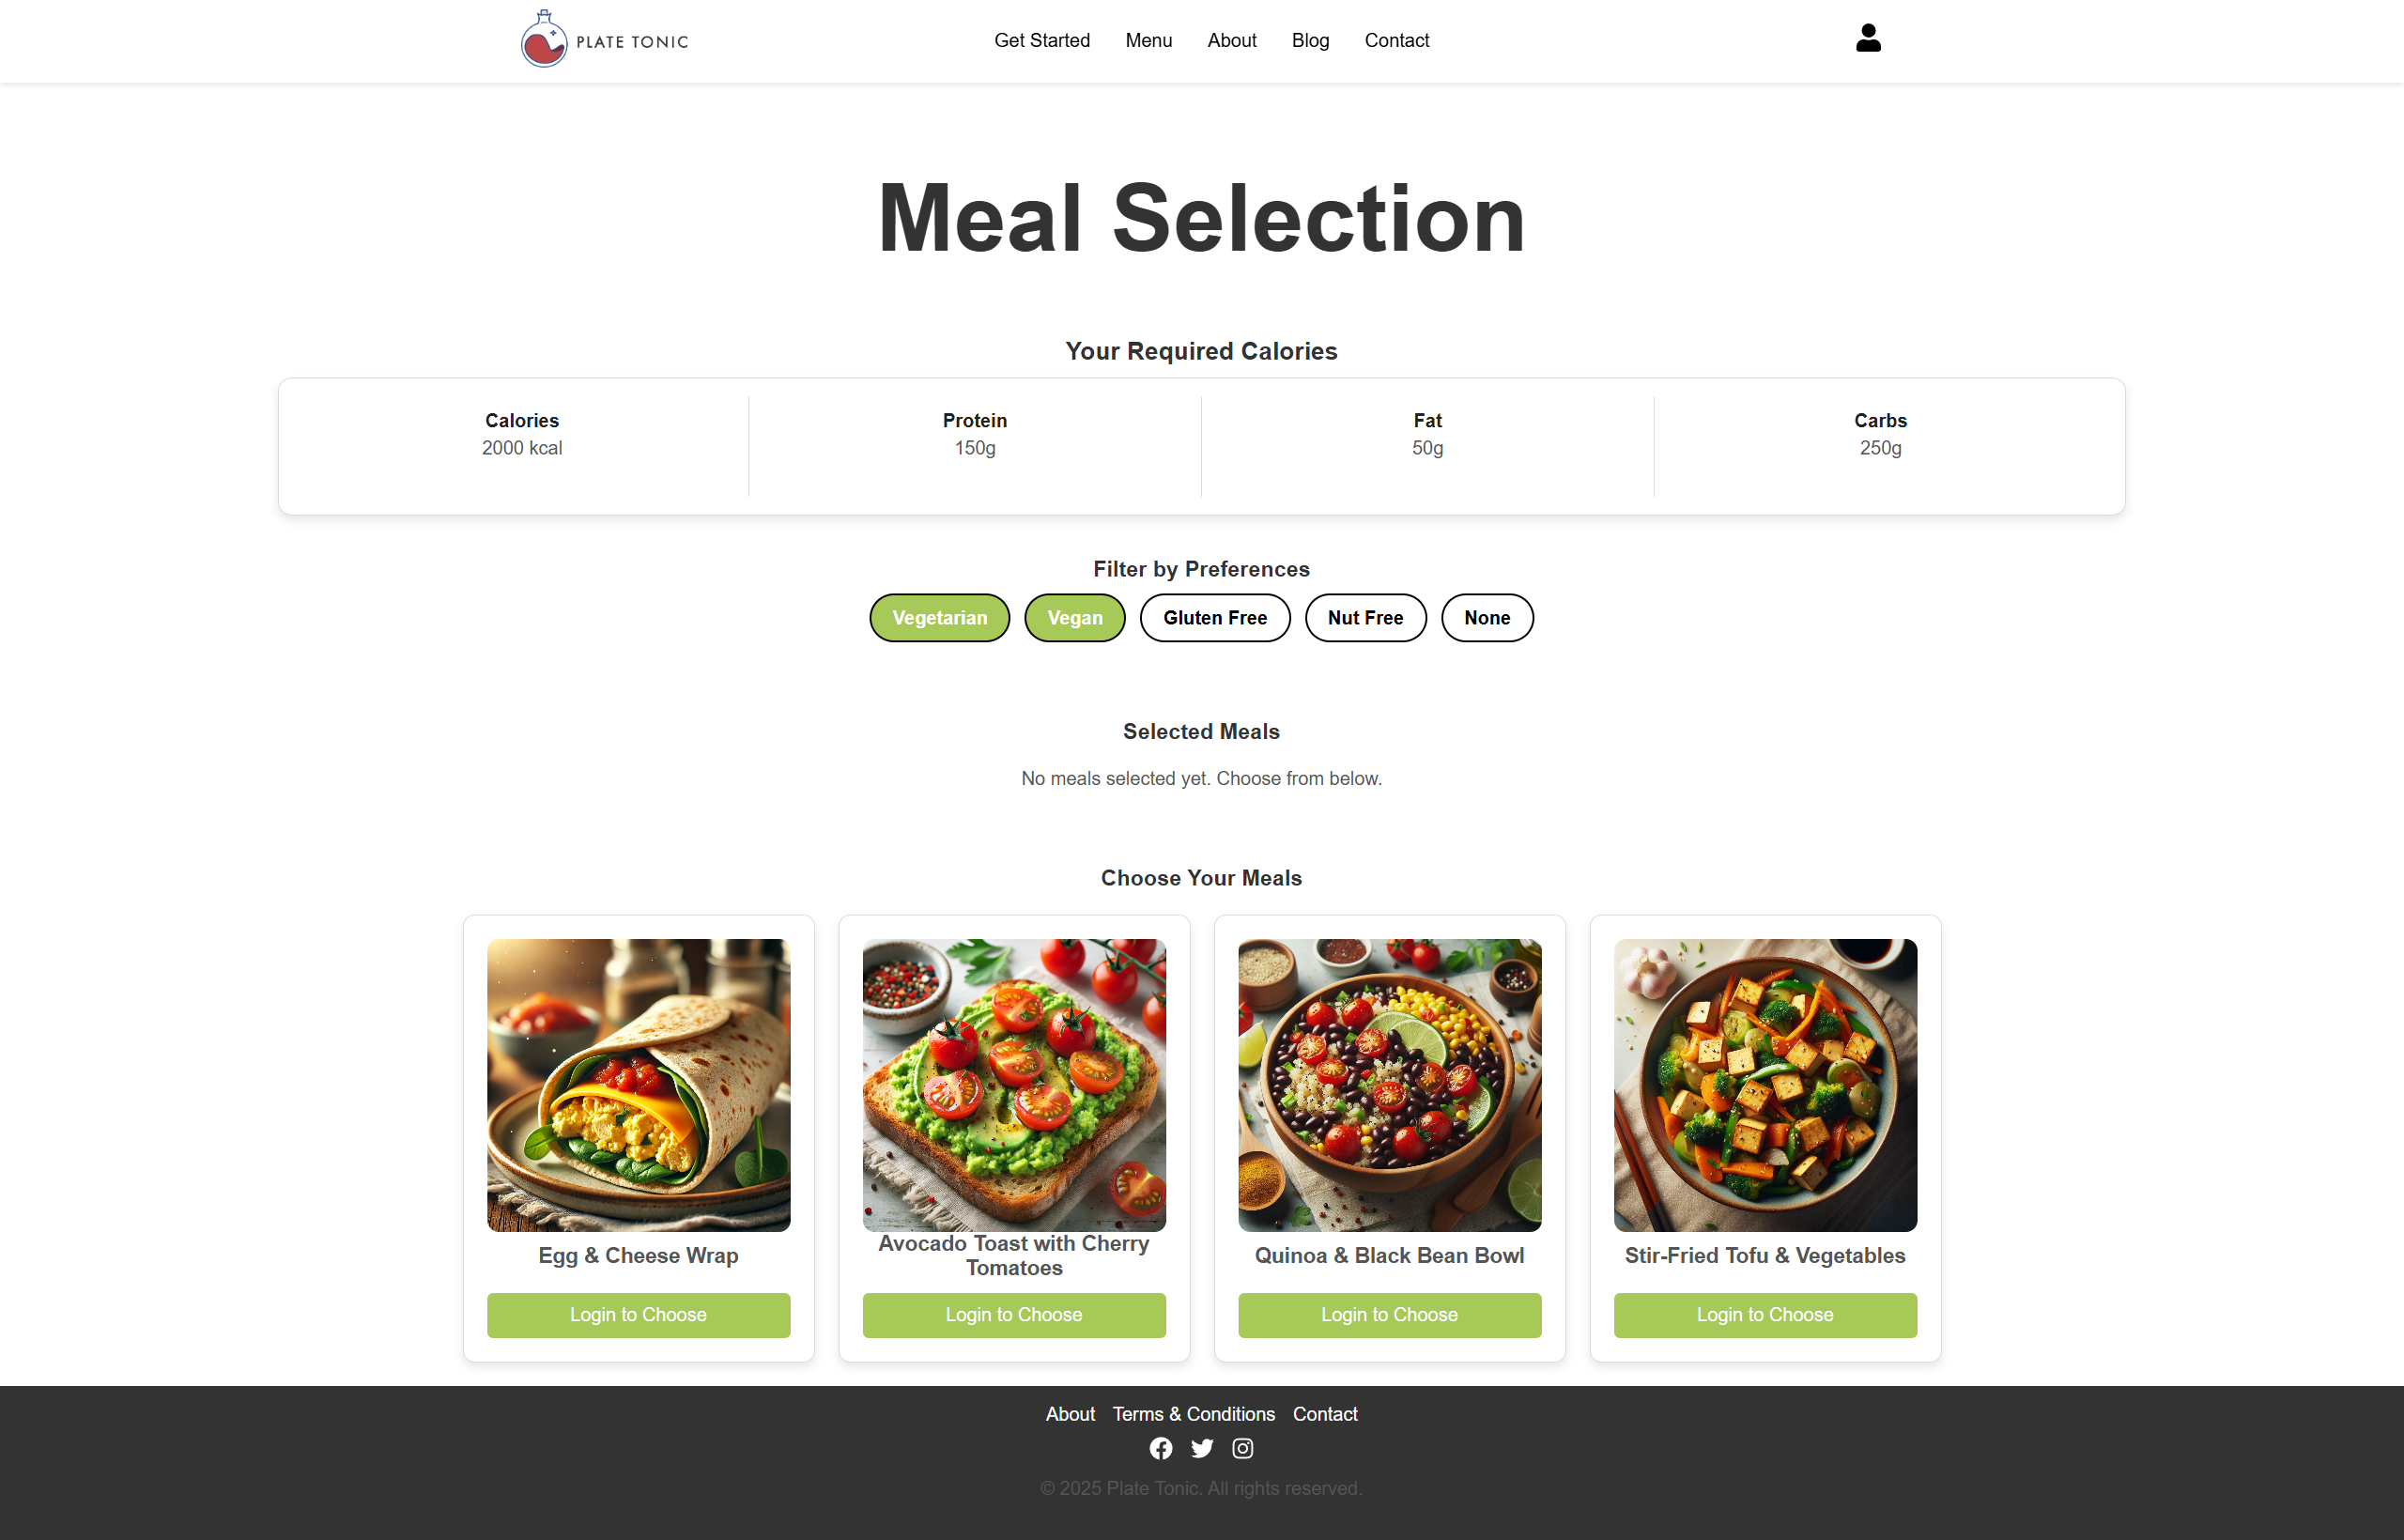 PLATE TONIC
Get Started Menu About Blog Contact
Meal Selection
Your Required Calories
Calories Protein Fat Carbs
2000 kcal 150g 50g 250g
Filter by Preferences
Vegetarian Vegan Gluten Free Nut Free None
Selected Meals
No meals selected yet. Choose from below.
Choose Your Meals
Egg & Cheese Wrap
Login to Choose
Avocado Toast with Cherry
Tomatoes
Login to Choose
Quinoa & Black Bean Bowl
Login to Choose
Stir-Fried Tofu & Vegetables
Login to Choose
About Terms & Conditions Contact
© 2025 Plate Tonic. All rights reserved.